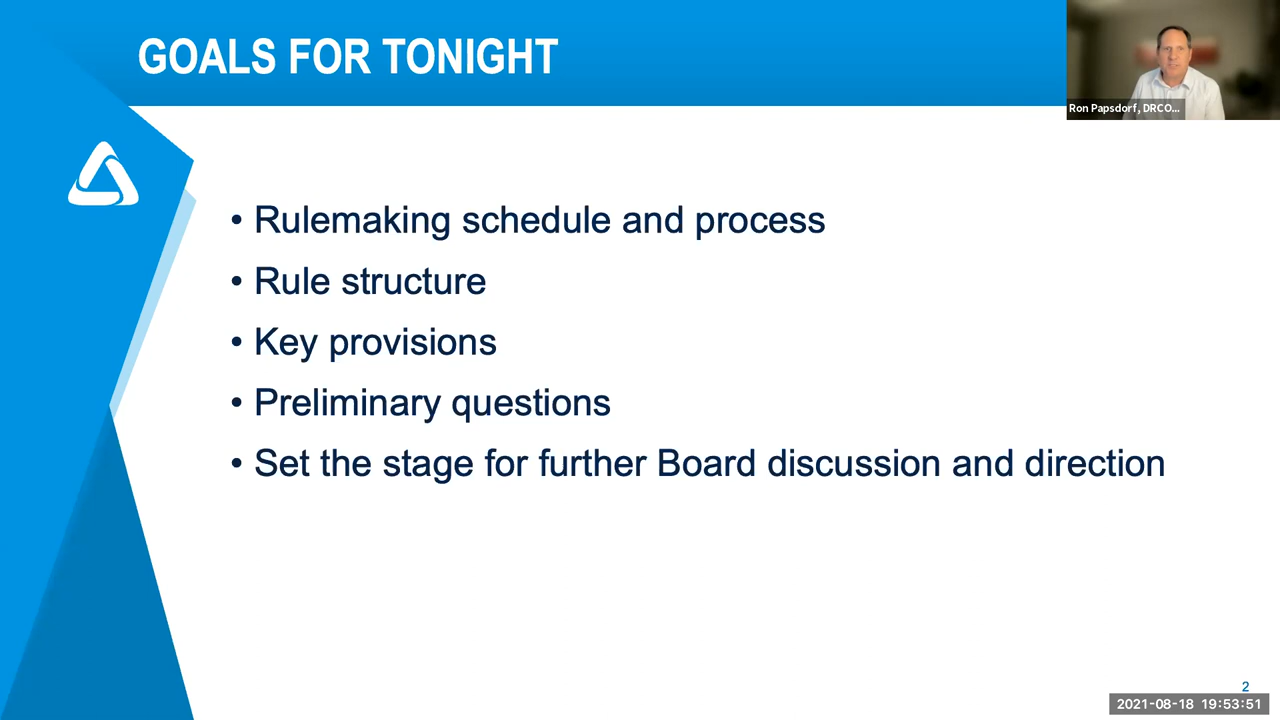 GOALS FOR TONIGHT
Ron Papsdorf, DRCO...
• Rulemaking schedule and process
• Rule structure
• Key provisions
• Preliminary questions
• Set the stage for further Board discussion and direction
2
2021-08-18 19:53:51